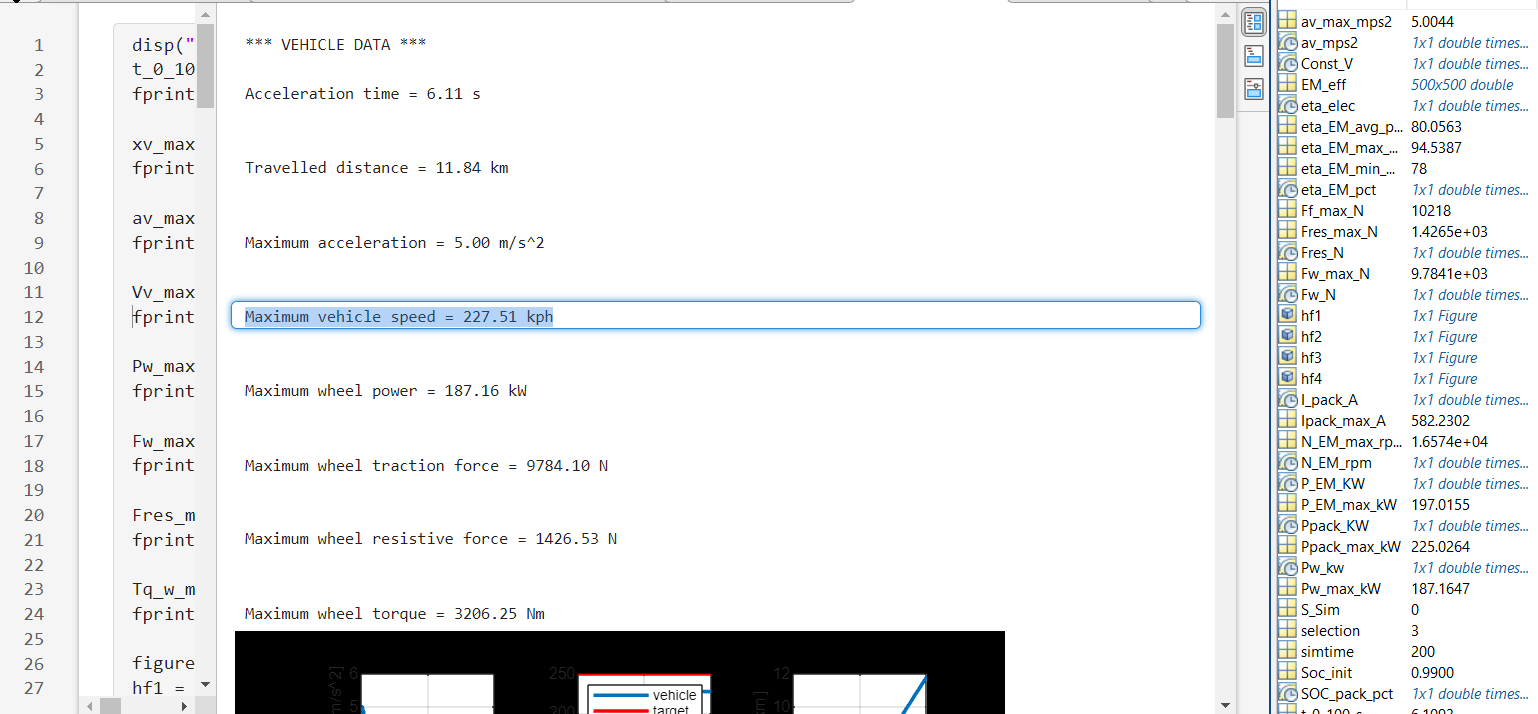 1 disp("
2 t_0_10
3 fprint
4
5 xv_max
6 fprint
7
8 av_max
9 fprint
10
11 Vv_max
12 fprint
13
14 Pw_max
15 fprint
16
17 Fw_max
18 fprint
19
20 Fres_m
21 fprint
22
23 Tq_w_m
24 fprint
25
26 figure
27 hf1 =
*** VEHICLE DATA ***
Acceleration time = 6.11 s
Travelled distance = 11.84 km
Maximum acceleration = 5.00 m/s^2
Maximum vehicle speed = 227.51 kph
Maximum wheel power = 187.16 kW
Maximum wheel traction force = 9784.10 N
Maximum wheel resistive force = 1426.53 N
Maximum wheel torque = 3206.25 Nm
m/s^2]
6
5
250
200
vehicle
target
km]
12
10
av_max_mps2 5.0044
av_mps2 1x1 double times...
Const_V 1x1 double times...
EM_eff 500x500 double
eta_elec 1x1 double times...
eta_EM_avg_p... 80.0563
eta_EM_max_... 94.5387
eta_EM_min_... 78
eta_EM_pct 1x1 double times...
Ff_max_N 10218
Fres_max_N 1.4265e+03
Fres_N 1x1 double times...
Fw_max_N 9.7841e+03
Fw_N 1x1 double times...
hf1 1x1 Figure
hf2 1x1 Figure
hf3 1x1 Figure
hf4 1x1 Figure
I_pack_A 1x1 double times...
Ipack_max_A 582.2302
N_EM_max_rp... 1.6574e+04
N_EM_rpm 1x1 double times...
P_EM_KW 1x1 double times...
P_EM_max_kW 197.0155
Ppack_KW 1x1 double times...
Ppack_max_kW 225.0264
Pw_kw 1x1 double times...
Pw_max_kW 187.1647
S_Sim 0
selection 3
simtime 200
Soc_init 0.9900
SOC_pack_pct 1x1 double times...
t_0_100_s 6.1093